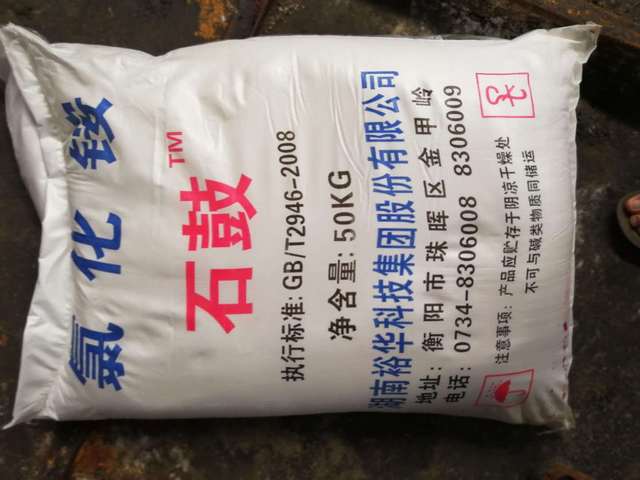 氯化铵
石鼓™
执行标准: GB/T2946-2008
净含量: 50KG
湖南裕华科技集团股份有限公司
地址: 衡阳市珠晖区金甲岭
电话: 0734-8306008 8306009
注意事项: 产品应贮存于阴凉干燥处
不可与碱类物质同储运